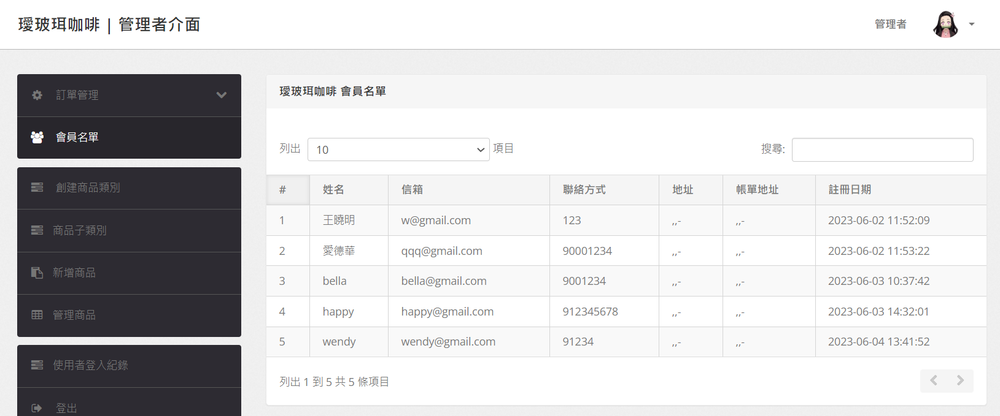 璦玻珥咖啡 | 管理者介面
管理者
訂單管理
會員名單
創建商品類別
商品子類別
新增商品
管理商品
使用者登入紀錄
登出
璦玻珥咖啡 會員名單
列出 10 項目
搜尋:
# 姓名 信箱 聯絡方式 地址 帳單地址 註冊日期
1 王曉明 w@gmail.com 123 ,,- ,,- 2023-06-02 11:52:09
2 愛德華 qqq@gmail.com 90001234 ,,- ,,- 2023-06-02 11:53:22
3 bella bella@gmail.com 9001234 ,,- ,,- 2023-06-03 10:37:42
4 happy happy@gmail.com 912345678 ,,- ,,- 2023-06-03 14:32:01
5 wendy wendy@gmail.com 91234 ,,- ,,- 2023-06-04 13:41:52
列出 1 到 5 共 5 條項目